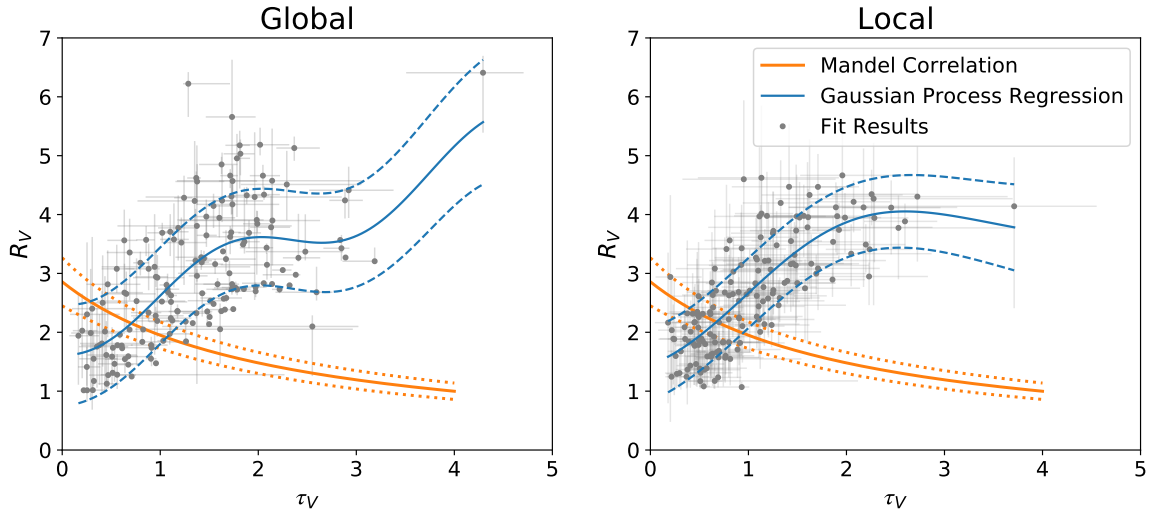 Global
Local
7
6
5
4
3
2
1
0
R_V
0 1 2 3 4 5
τ_V
7
6
5
4
3
2
1
0
R_V
0 1 2 3 4 5
τ_V
Mandel Correlation
Gaussian Process Regression
Fit Results